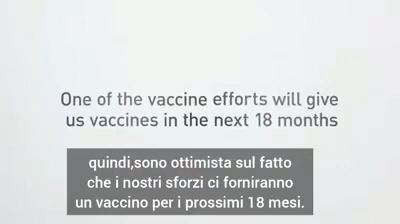 One of the vaccine efforts will give
us vaccines in the next 18 months
quindi,sono ottimista sul fatto
che i nostri sforzi ci forniranno
un vaccino per i prossimi 18 mesi.